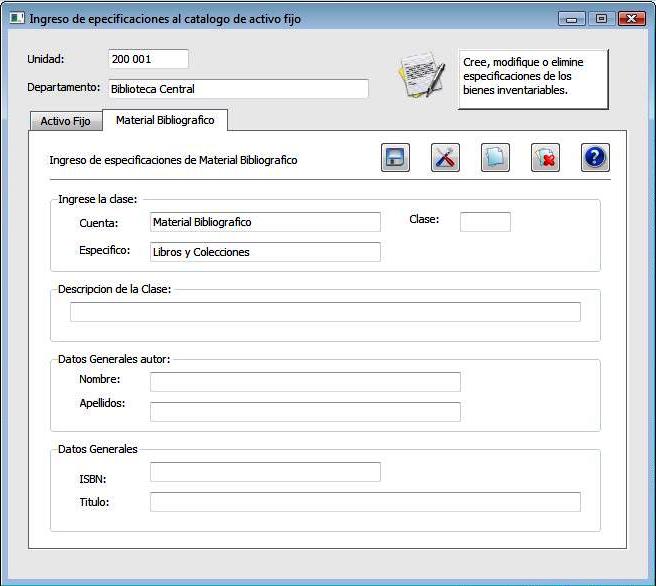 Ingreso de epecificaciones al catalogo de activo fijo
Unidad: 200 001
Departamento: Biblioteca Central
Cree, modifique o elimine
especificaciones de los
bienes inventariables.
Activo Fijo Material Bibliografico
Ingreso de especificaciones de Material Bibliografico
Ingrese la clase:
Cuenta: Material Bibliografico Clase:
Especifico: Libros y Colecciones
Descripcion de la Clase:
Datos Generales autor:
Nombre:
Apellidos:
Datos Generales
ISBN:
Titulo: